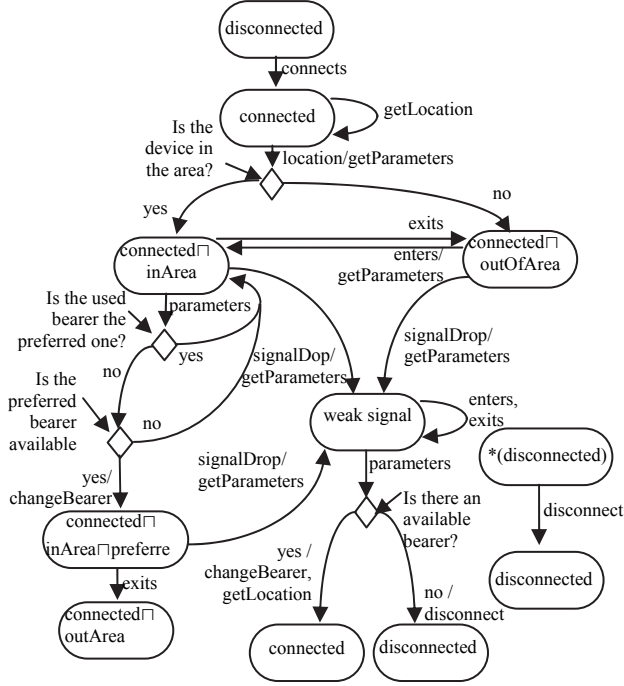 disconnected
connects
connected
getLocation
Is the
device in
the area?
location/getParameters
yes
no
exits
connected⊓
inArea
enters/
getParameters
connected⊓
outOfArea
Is the used
bearer the
preferred one?
parameters
yes
signalDop/
getParameters
signalDrop/
getParameters
no
Is the
preferred
bearer
available
no
weak signal
enters,
exits
*(disconnected)
signalDrop/
getParameters
parameters
yes/
changeBearer
Is there an
available
bearer?
disconnect
connected⊓
inArea⊓preferre
yes /
changeBearer,
getLocation
disconnected
exits
no /
disconnect
connected⊓
outArea
connected
disconnected